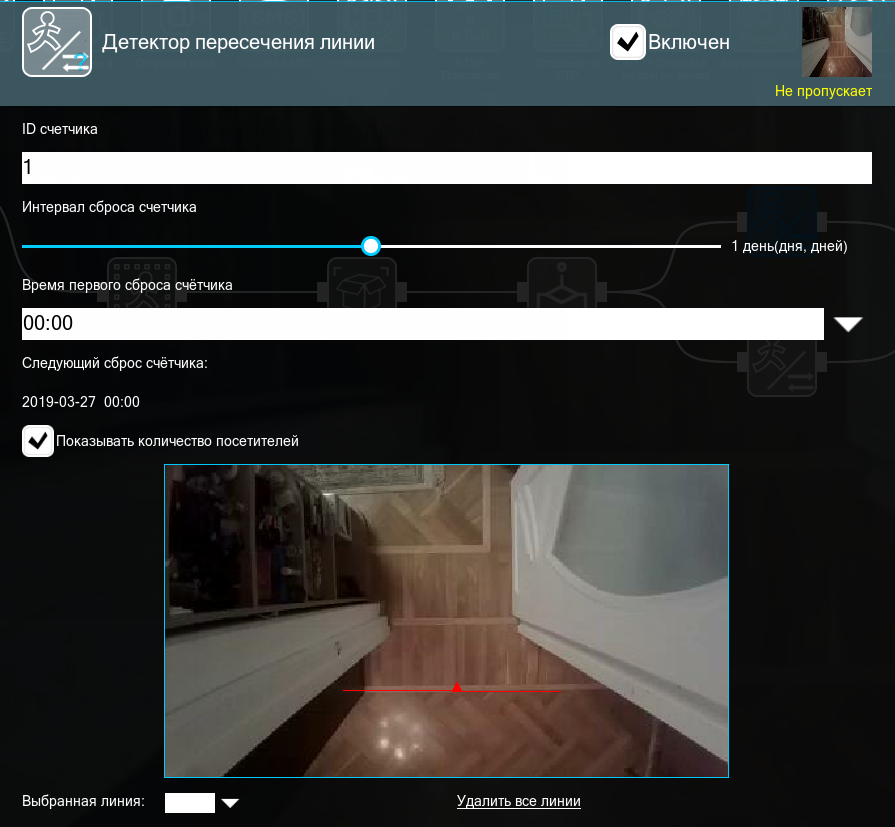 Детектор пересечения линии
Включен
Не пропускает
ID счетчика
1
Интервал сброса счетчика
1 день(дня, дней)
Время первого сброса счётчика
00:00
Следующий сброс счётчика:
2019-03-27 00:00
Показывать количество посетителей
Выбранная линия:
Удалить все линии